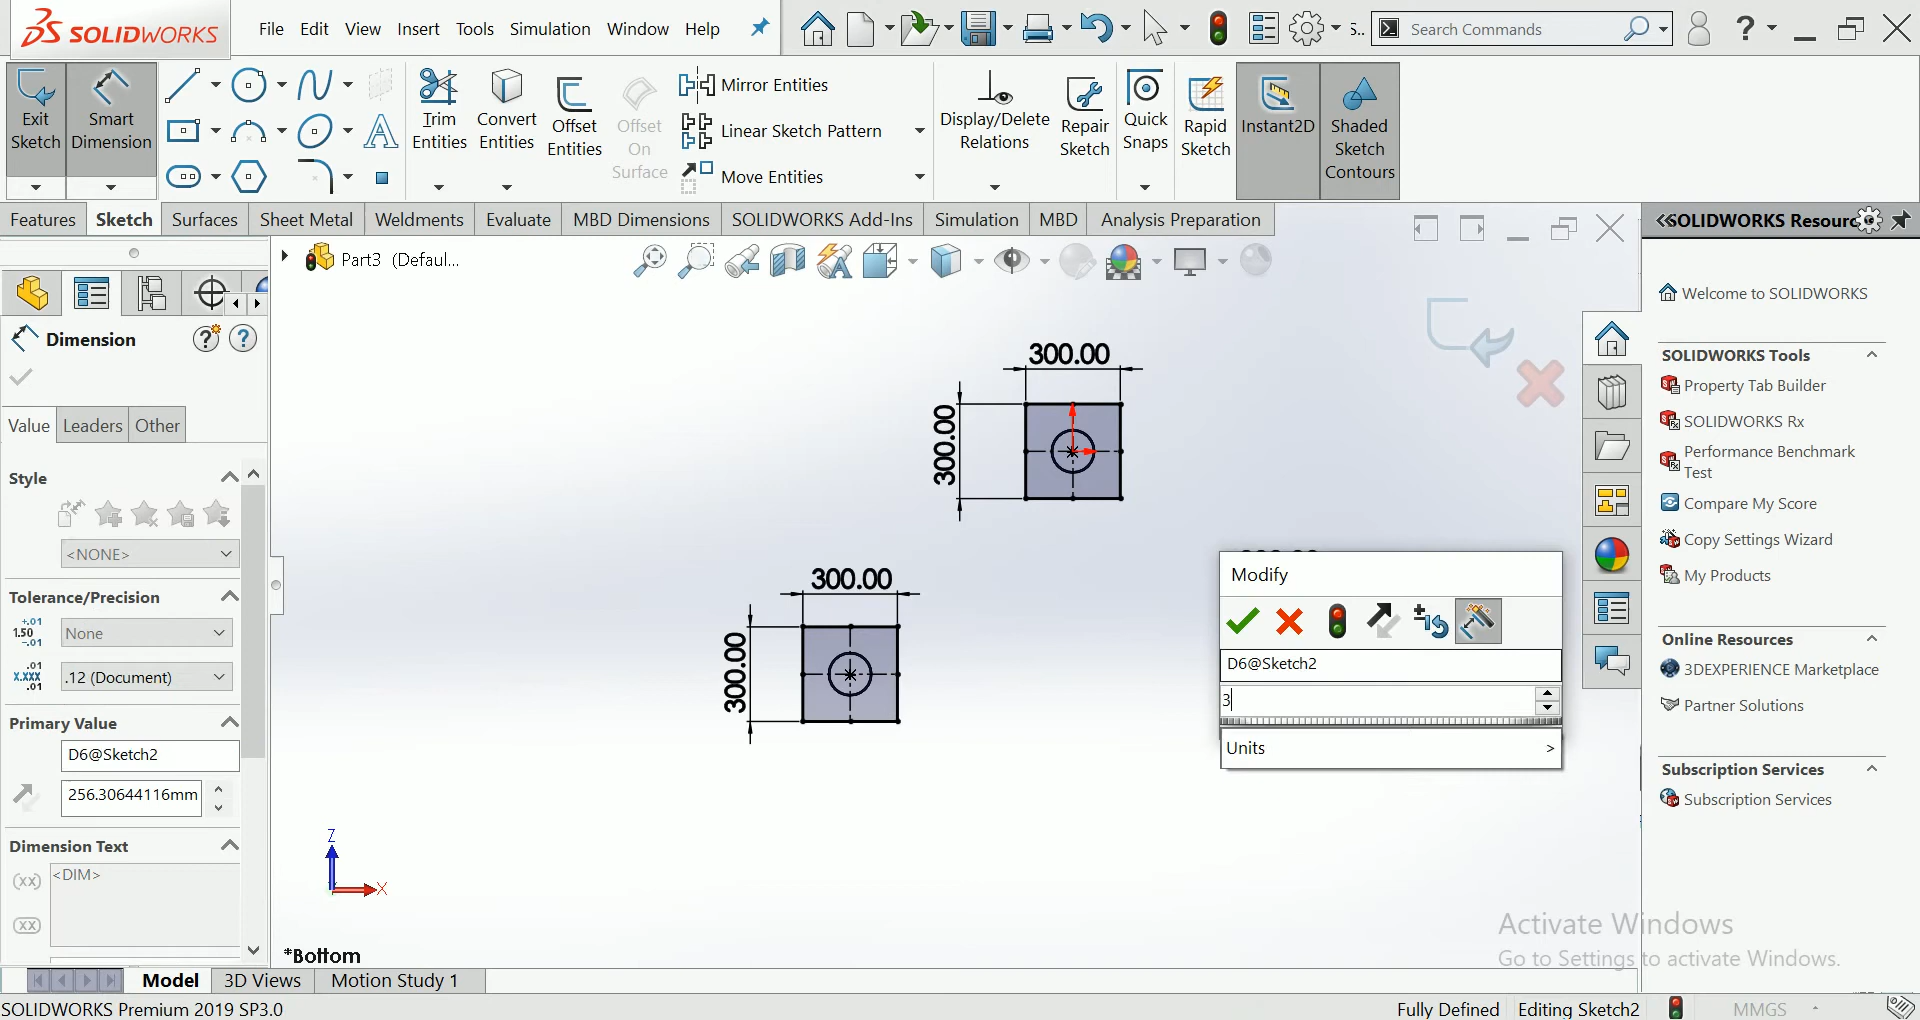 SOLIDWORKS
File Edit View Insert Tools Simulation Window Help
S..
Search Commands
Exit Sketch
Smart Dimension
Trim Entities
Convert Entities
Offset Entities
Offset On Surface
Mirror Entities
Linear Sketch Pattern
Move Entities
Display/Delete Relations
Repair Sketch
Quick Snaps
Rapid Sketch
Instant2D
Shaded Sketch Contours
Features Sketch Surfaces Sheet Metal Weldments Evaluate MBD Dimensions SOLIDWORKS Add-Ins Simulation MBD Analysis Preparation
SOLIDWORKS Resourc
Part3 (Defaul...
Dimension
Value Leaders Other
Style
<NONE>
Tolerance/Precision
None
.12 (Document)
Primary Value
D6@Sketch2
256.30644116mm
Dimension Text
<DIM>
300.00
300.00
300.00
300.00
Modify
D6@Sketch2
3
Units >
Z
X
*Bottom
Welcome to SOLIDWORKS
SOLIDWORKS Tools
Property Tab Builder
SOLIDWORKS Rx
Performance Benchmark
Test
Compare My Score
Copy Settings Wizard
My Products
Online Resources
3DEXPERIENCE Marketplace
Partner Solutions
Subscription Services
Subscription Services
Activate Windows
Go to Settings to activate Windows.
Model 3D Views Motion Study 1
SOLIDWORKS Premium 2019 SP3.0
Fully Defined Editing Sketch2 MMGS